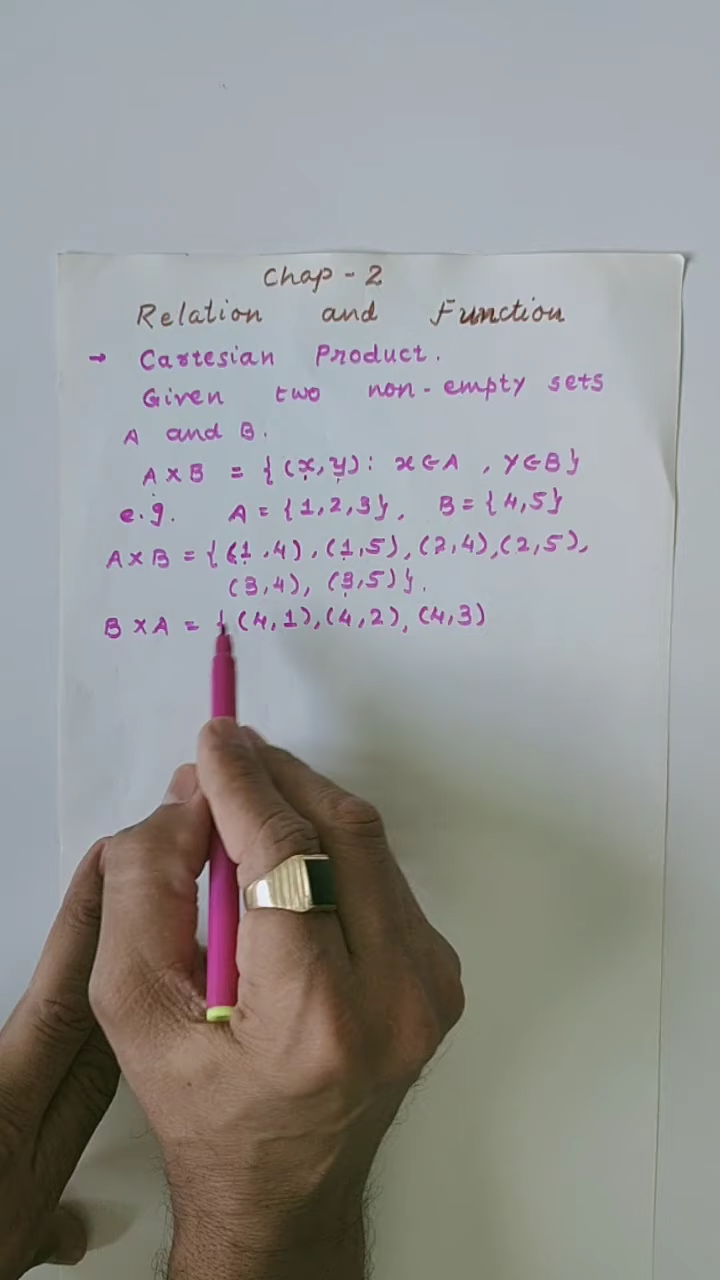 Chap - 2
Relation and Function
→ Cartesian Product.
Given two non-empty sets
A and B.
A X B = { (x,y) : x ∈ A , Y ∈ B }
e.g. A = {1,2,3}, B = {4,5}
A X B = { (1,4), (1,5), (2,4), (2,5),
(3,4), (3,5)}.
B X A = { (4,1), (4,2), (4,3)